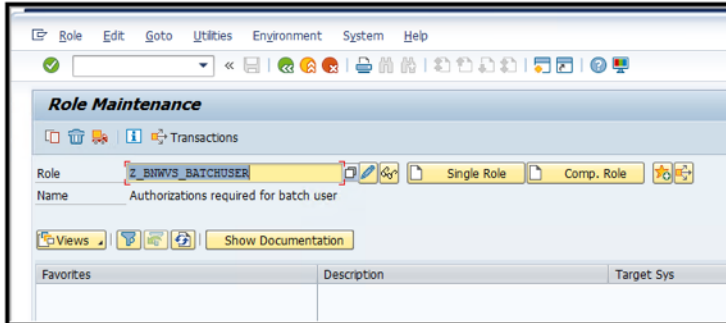 Role Edit Goto Utilities Environment System Help
Role Maintenance
Transactions
Role Z_BNWVS_BATCHUSER Single Role Comp. Role
Name Authorizations required for batch user
Views Show Documentation
Favorites Description Target Sys